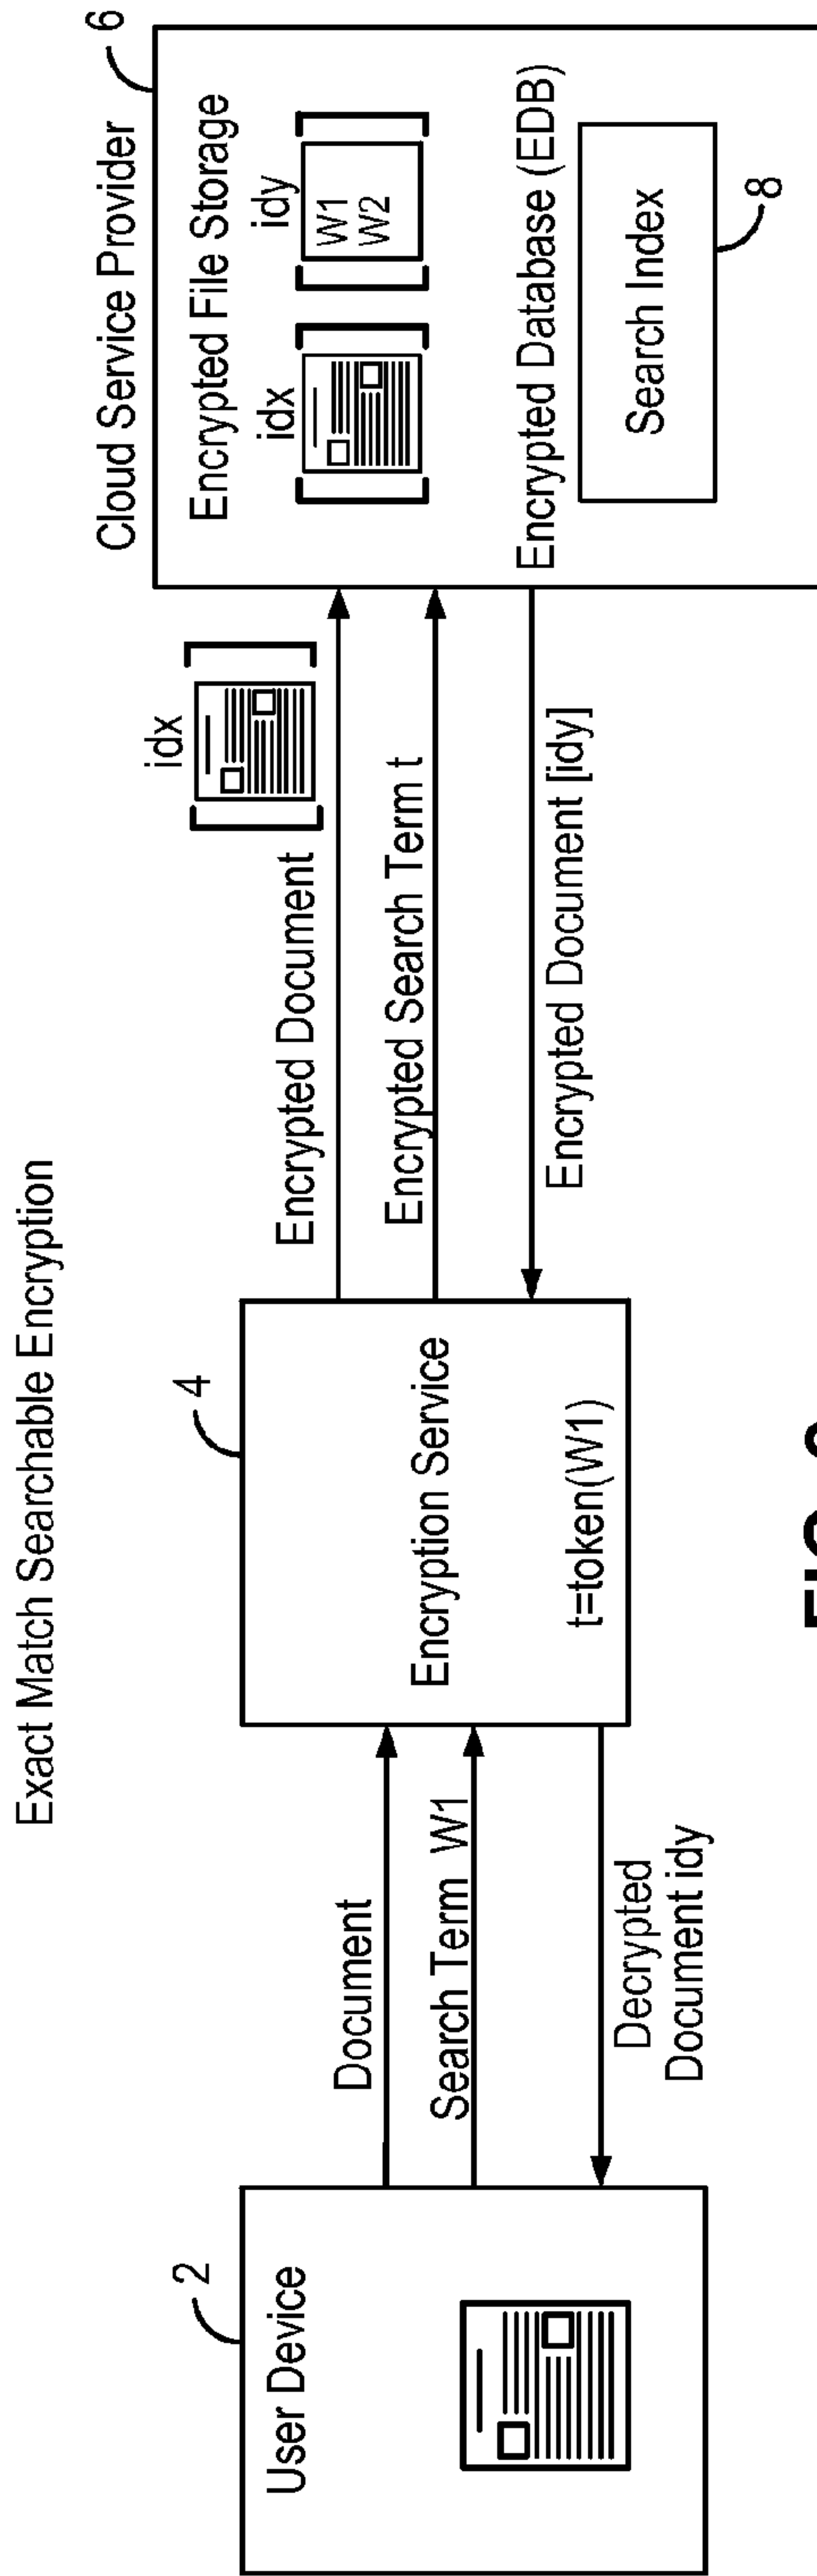 Exact Match Searchable Encryption
2
User Device
Document
Search Term W1
Decrypted
Document idy
4
Encryption Service
t=token(W1)
Encrypted Document
idx
Encrypted Search Term t
Encrypted Document [idy]
Cloud Service Provider
6
Encrypted File Storage
idx
idy
W1
W2
Encrypted Database (EDB)
Search Index
8
FIG.